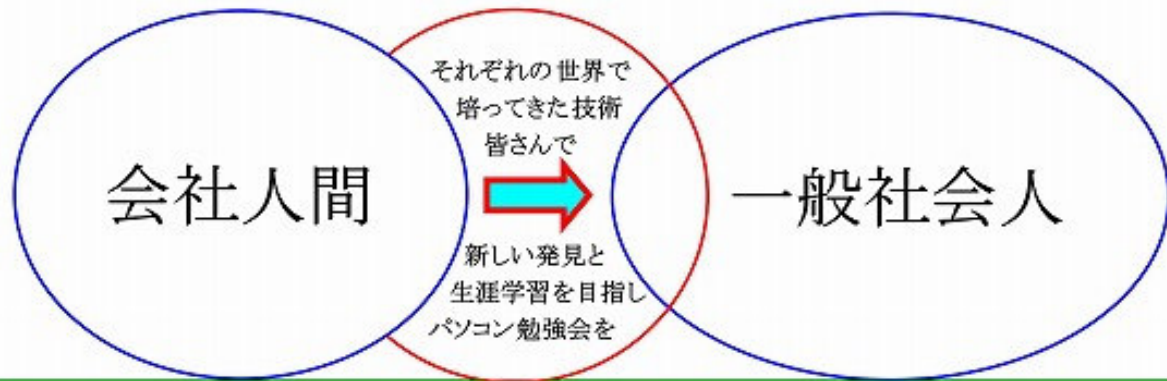 会社人間
それぞれの世界で
培ってきた技術
皆さんで
新しい発見と
生涯学習を目指し
パソコン勉強会を
一般社会人